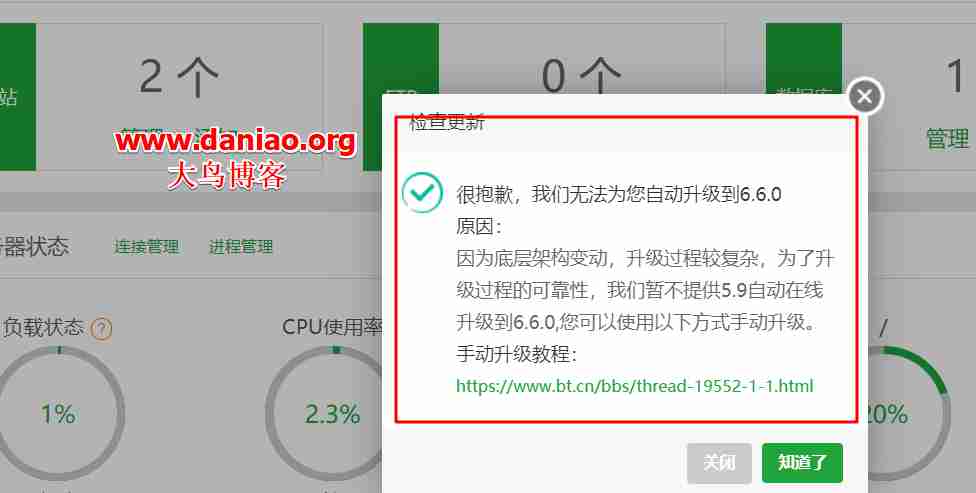 站
2 个
0 个
1
管理
www.daniao.org
大鸟博客
检查更新
很抱歉，我们无法为您自动升级到6.6.0
原因：
因为底层架构变动，升级过程较复杂，为了升
级过程的可靠性，我们暂不提供5.9自动在线
升级到6.6.0,您可以使用以下方式手动升级。
手动升级教程：
https://www.bt.cn/bbs/thread-19552-1-1.html
关闭
知道了
器状态
连接管理
进程管理
负载状态 ?
CPU使用率
/
1%
2.3%
20%